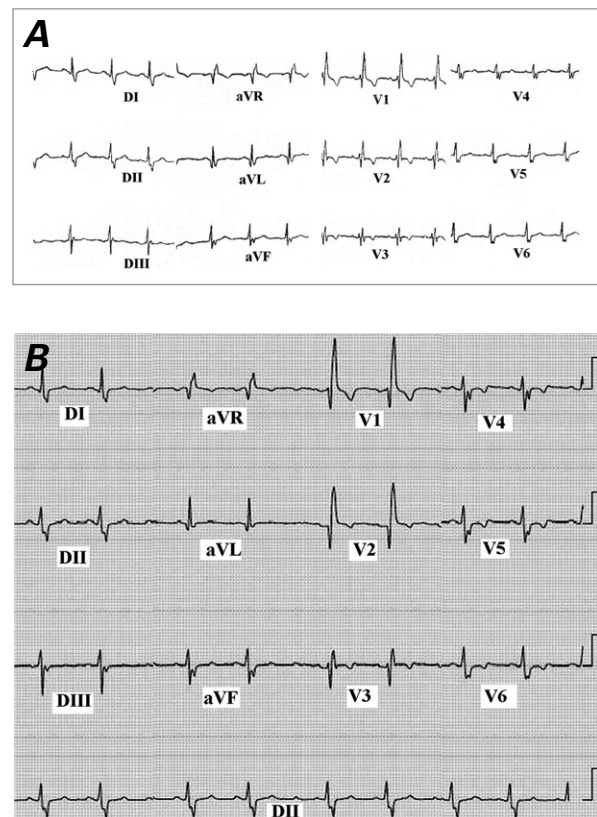 A
DI aVR V1 V4
DII aVL V2 V5
DIII aVF V3 V6
B
DI aVR V1 V4
DII aVL V2 V5
DIII aVF V3 V6
DII